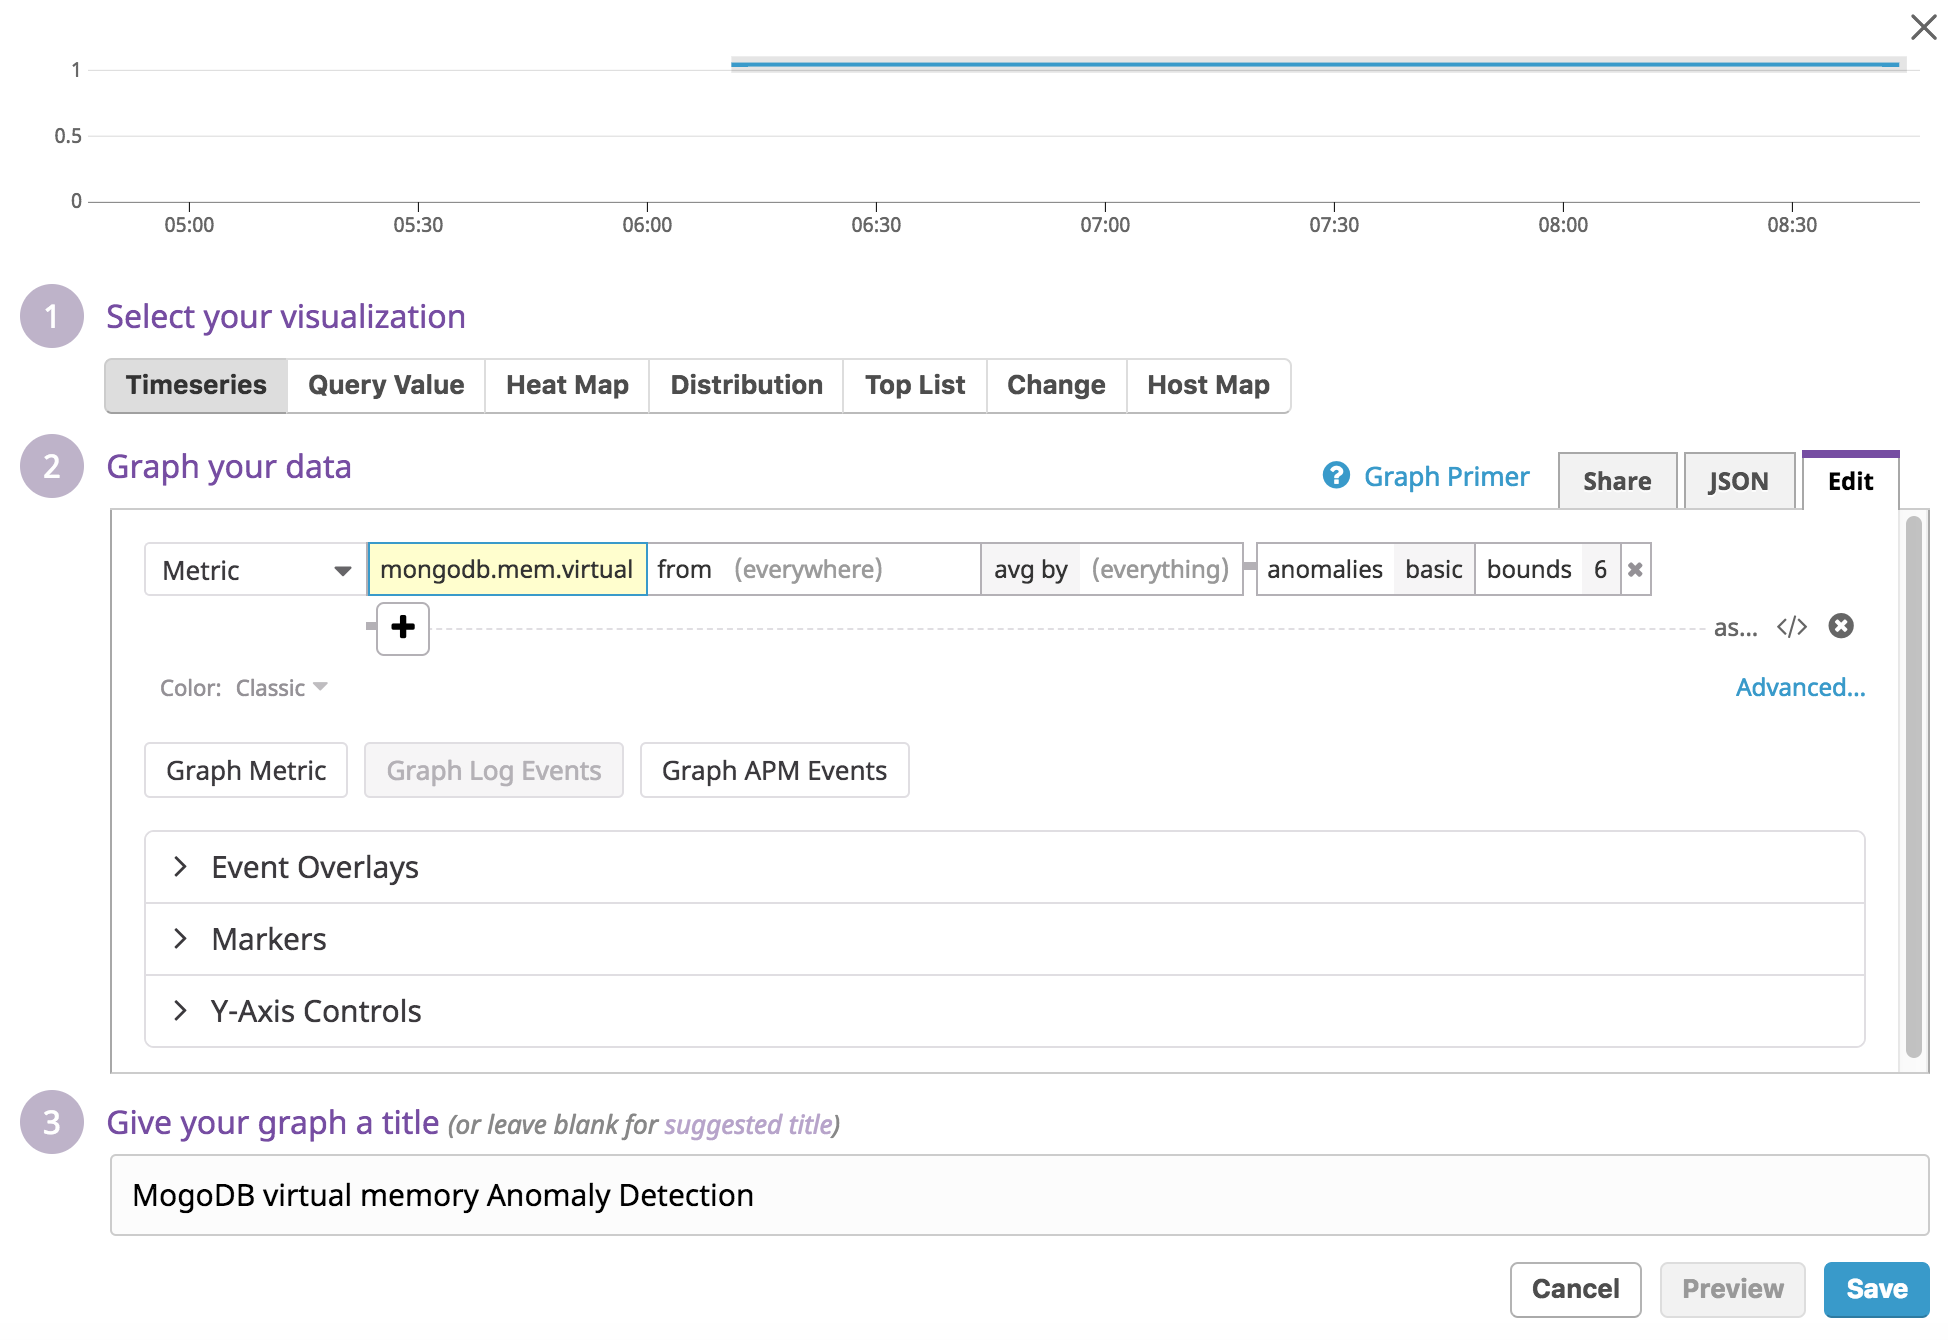 1
0.5
0
05:00 05:30 06:00 06:30 07:00 07:30 08:00 08:30
1 Select your visualization
Timeseries Query Value Heat Map Distribution Top List Change Host Map
2 Graph your data
? Graph Primer Share JSON Edit
Metric mongodb.mem.virtual from (everywhere) avg by (everything) anomalies basic bounds 6
as... </>
Color: Classic Advanced...
Graph Metric Graph Log Events Graph APM Events
Event Overlays
Markers
Y-Axis Controls
3 Give your graph a title (or leave blank for suggested title)
MogoDB virtual memory Anomaly Detection
Cancel Preview Save